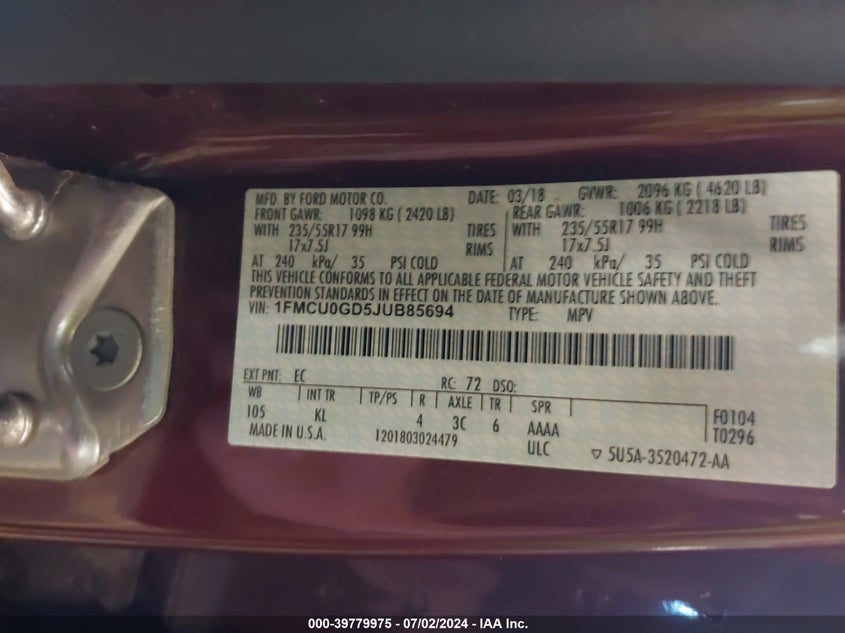 MFD. BY FORD MOTOR CO. DATE: 03/18 GVWR: 2096 KG ( 4620 LB)
FRONT GAWR: 1098 KG ( 2420 LB) REAR GAWR: 1006 KG ( 2218 LB)
WITH 235/55R17 99H TIRES WITH 235/55R17 99H TIRES
17x7.5J RIMS 17x7.5J RIMS
AT 240 kPa/ 35 PSI COLD AT 240 kPa/ 35 PSI COLD
THIS VEHICLE CONFORMS TO ALL APPLICABLE FEDERAL MOTOR VEHICLE SAFETY AND THEFT
PREVENTION STANDARDS IN EFFECT ON THE DATE OF MANUFACTURE SHOWN ABOVE.
VIN: 1FMCU0GD5JUB85694 TYPE: MPV
EXT PNT: EC RC: 72 DSO:
WB INT TR TP/PS R AXLE TR SPR
105 KL 4 3C 6 AAAA F0104
MADE IN U.S.A. 1201803024479 ULC T0296
▽ 5U5A-3520472-AA
000-39779975 - 07/02/2024 - IAA Inc.